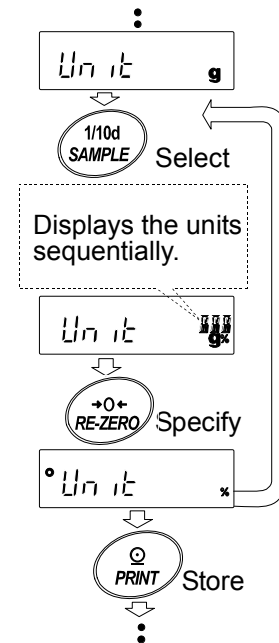 Unit g
1/10d
SAMPLE Select
Displays the units
sequentially.
Unit g%
→0←
RE-ZERO Specify
Unit %
PRINT Store